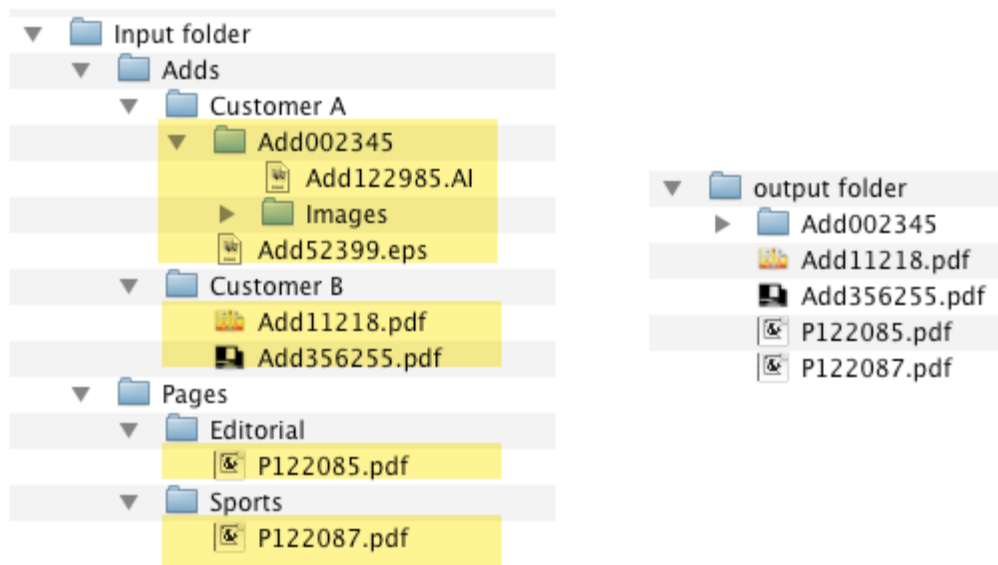 Input folder
Adds
Customer A
Add002345
Add122985.AI
Images
Add52399.eps
Customer B
Add11218.pdf
Add356255.pdf
Pages
Editorial
P122085.pdf
Sports
P122087.pdf
output folder
Add002345
Add11218.pdf
Add356255.pdf
P122085.pdf
P122087.pdf